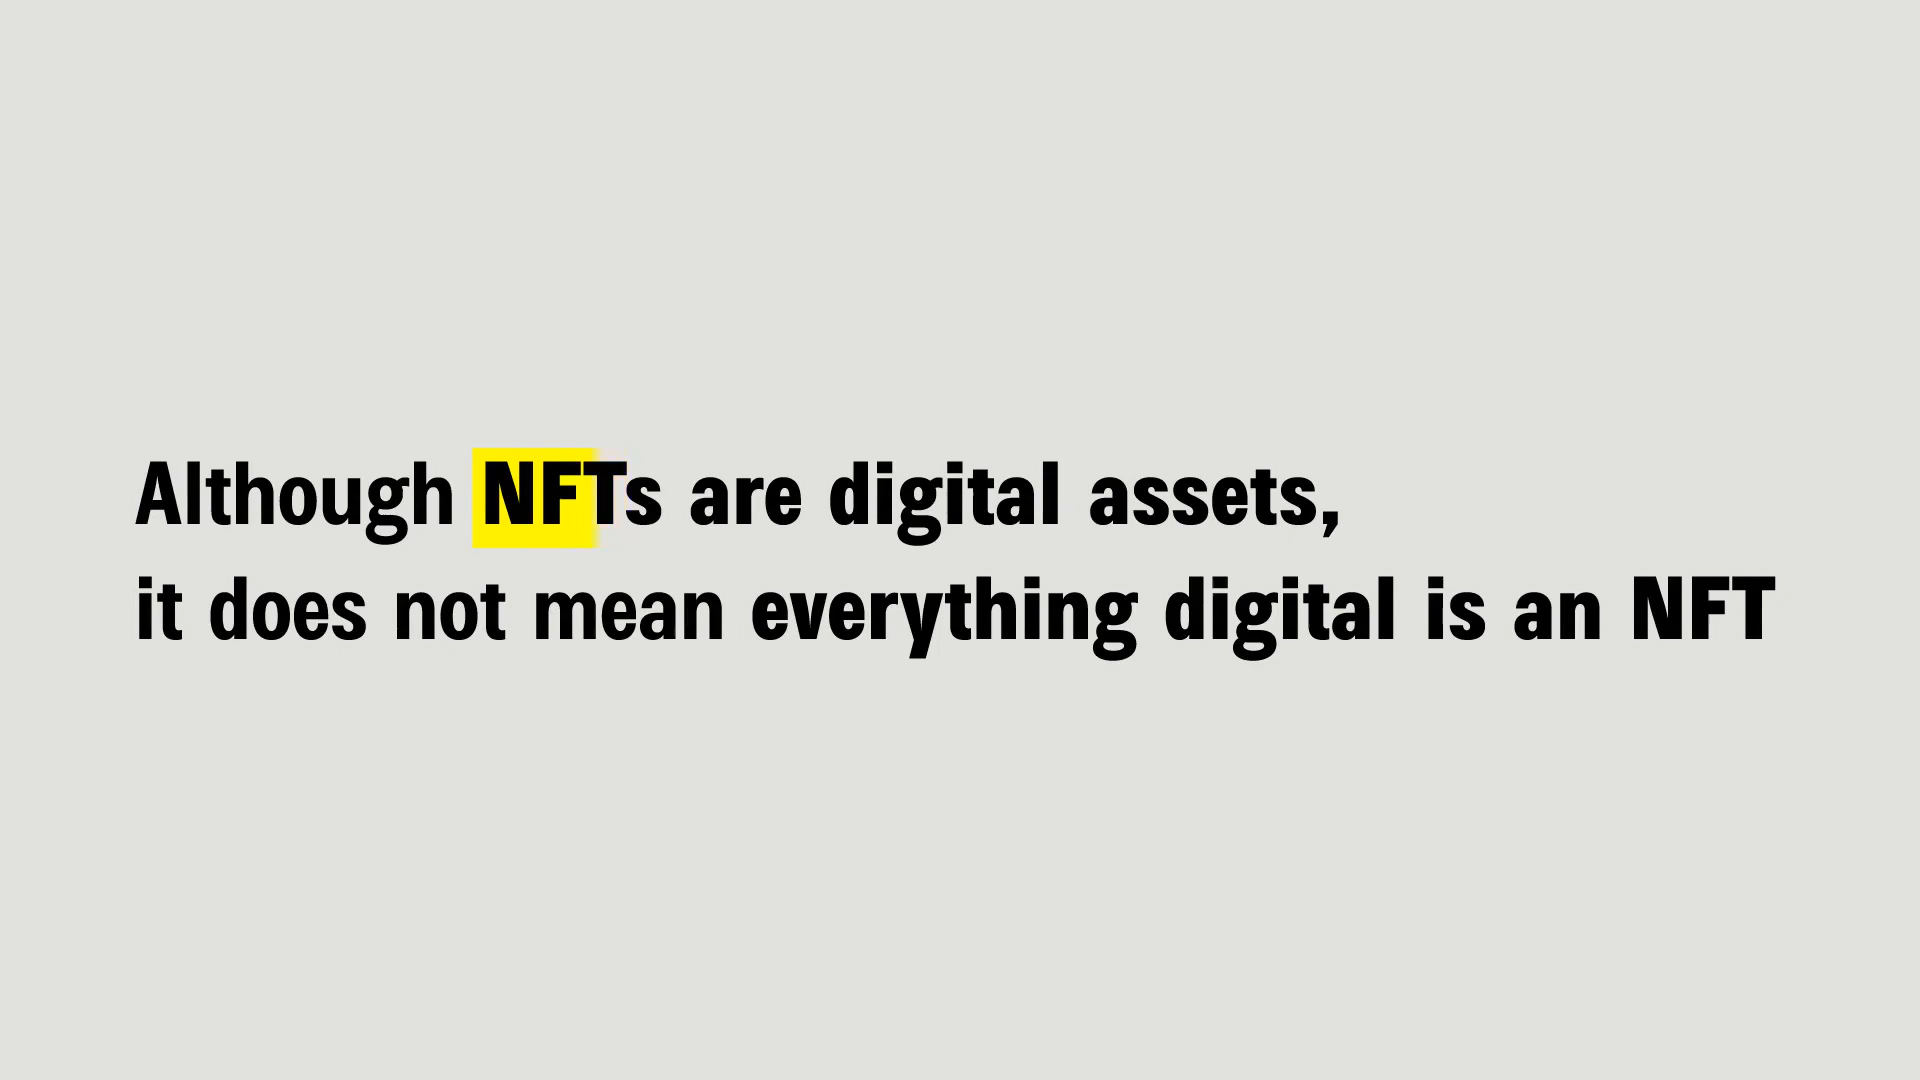 Although NFTs are digital assets,
it does not mean everything digital is an NFT